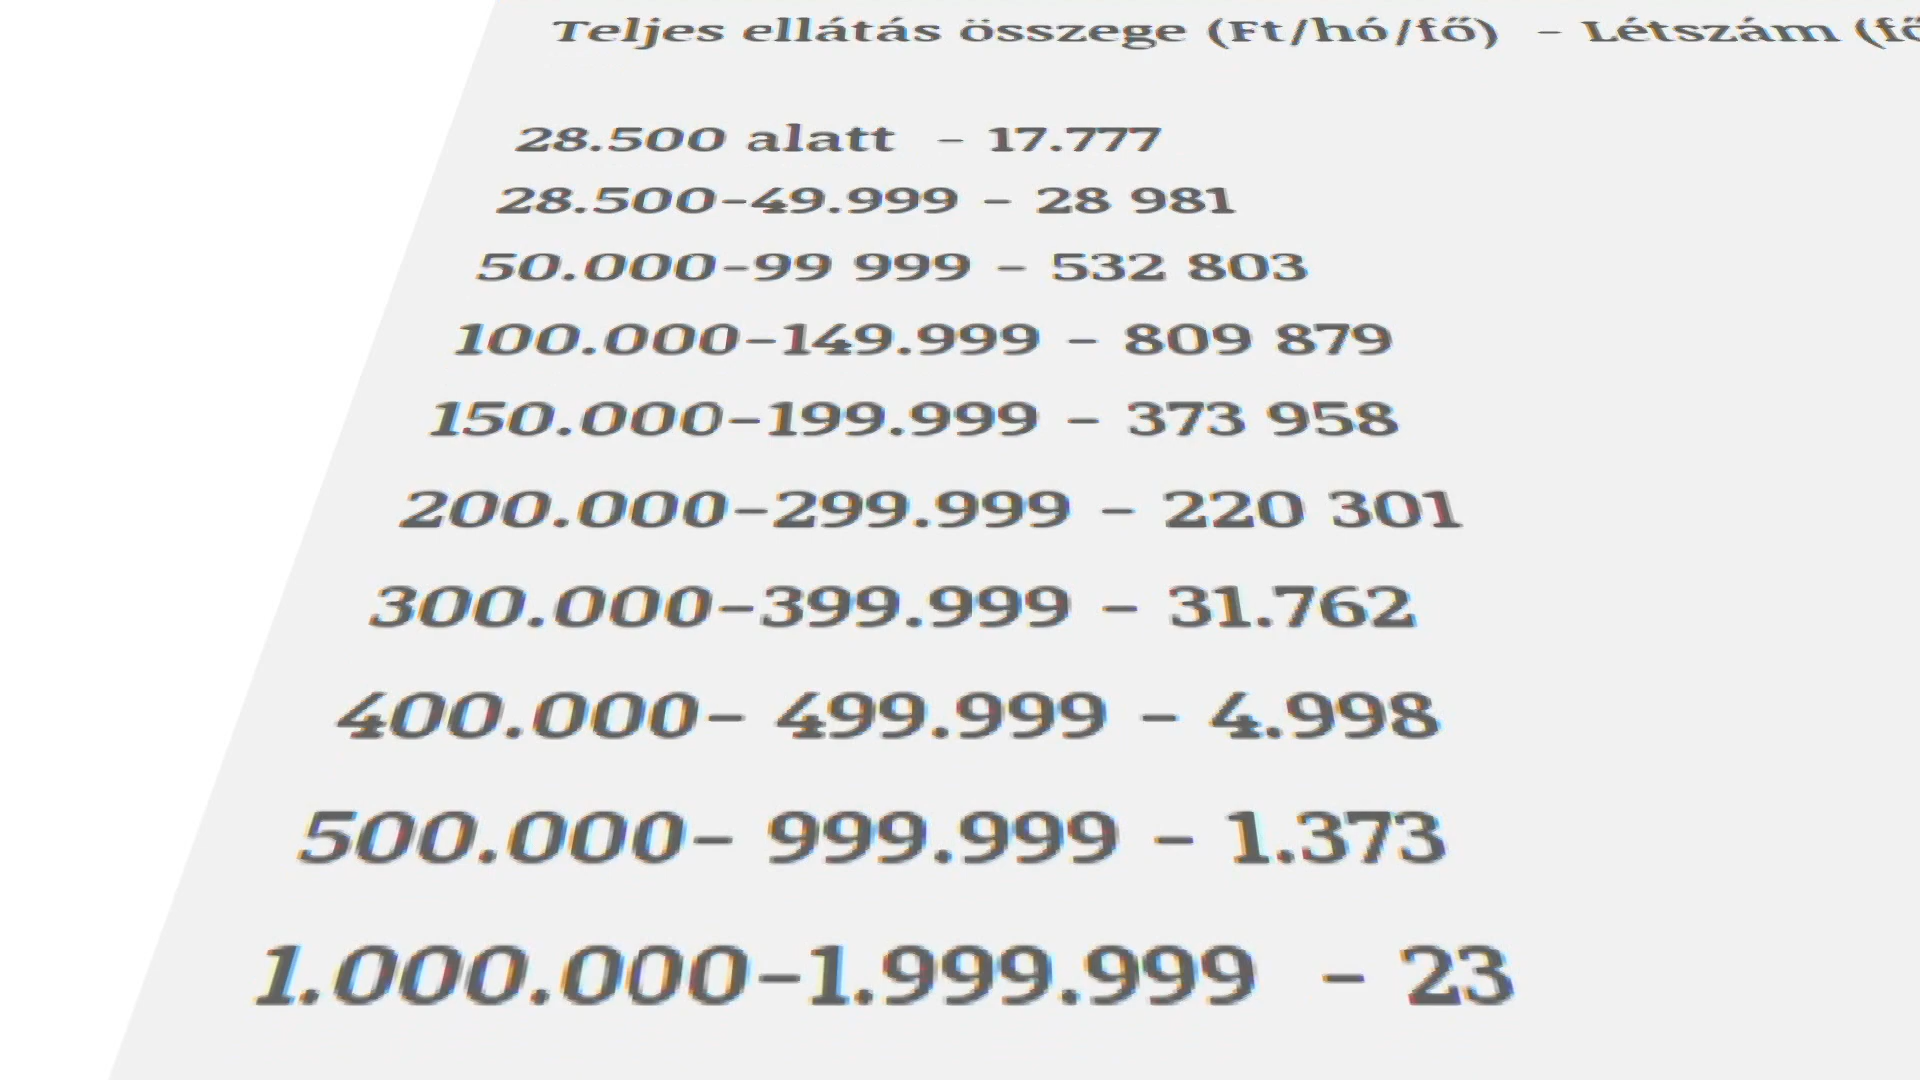 Teljes ellátás összege (Ft/hó/fő) - Létszám
28.500 alatt - 17.777
28.500-49.999 - 28 981
50.000-99 999 - 532 803
100.000-149.999 - 809 879
150.000-199.999 - 373 958
200.000-299.999 - 220 301
300.000-399.999 - 31.762
400.000- 499.999 - 4.998
500.000- 999.999 - 1.373
1.000.000-1.999.999 - 23